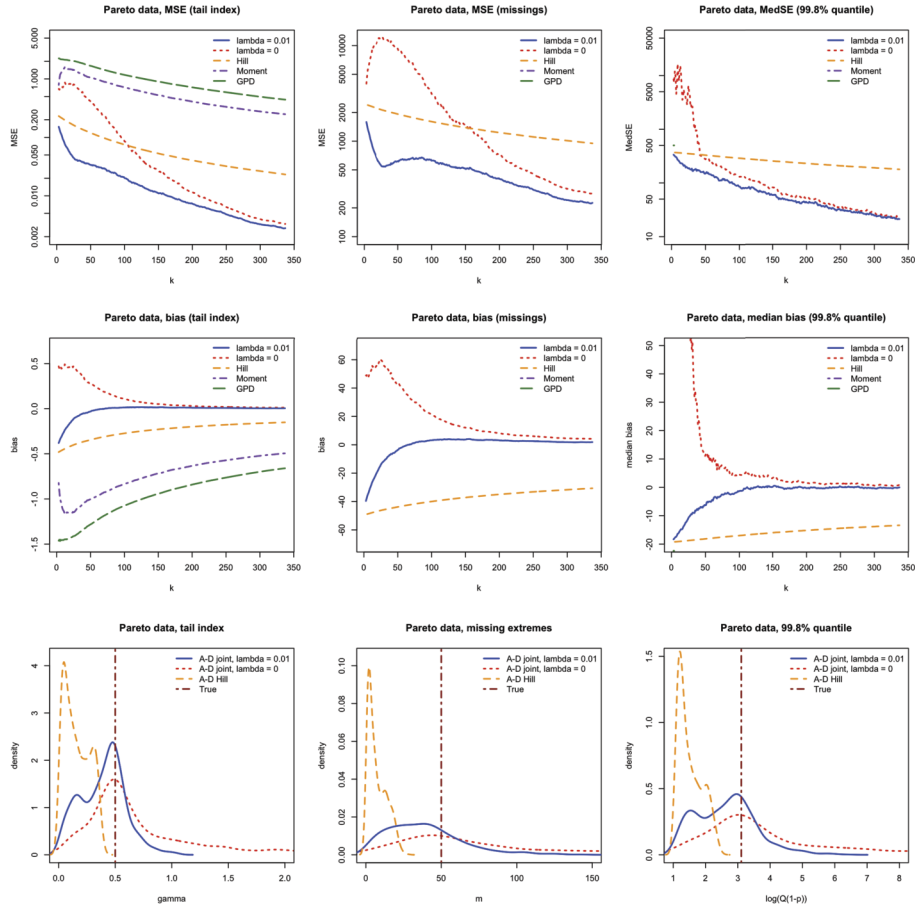 Pareto data, MSE (tail index)
MSE
5.000
1.000
0.200
0.050
0.010
0.002
lambda = 0.01
lambda = 0
Hill
Moment
GPD
0 50 100 150 200 250 300 350
k
Pareto data, MSE (missings)
MSE
10000
5000
2000
1000
500
200
100
lambda = 0.01
lambda = 0
Hill
0 50 100 150 200 250 300 350
k
Pareto data, MedSE (99.8% quantile)
MedSE
50000
5000
500
50
10
lambda = 0.01
lambda = 0
Hill
Moment
GPD
0 50 100 150 200 250 300 350
k
Pareto data, bias (tail index)
bias
0.5
0.0
-0.5
-1.0
-1.5
lambda = 0.01
lambda = 0
Hill
Moment
GPD
0 50 100 150 200 250 300 350
k
Pareto data, bias (missings)
bias
60
40
20
0
-20
-40
-60
lambda = 0.01
lambda = 0
Hill
0 50 100 150 200 250 300 350
k
Pareto data, median bias (99.8% quantile)
median bias
50
40
30
20
10
0
-10
-20
lambda = 0.01
lambda = 0
Hill
Moment
GPD
0 50 100 150 200 250 300 350
k
Pareto data, tail index
density
4
3
2
1
0
A-D joint, lambda = 0.01
A-D joint, lambda = 0
A-D Hill
True
0.0 0.5 1.0 1.5 2.0
gamma
Pareto data, missing extremes
density
0.10
0.08
0.06
0.04
0.02
0.00
A-D joint, lambda = 0.01
A-D joint, lambda = 0
A-D Hill
True
0 50 100 150
m
Pareto data, 99.8% quantile
density
1.5
1.0
0.5
0.0
A-D joint, lambda = 0.01
A-D joint, lambda = 0
A-D Hill
True
1 2 3 4 5 6 7 8
log(Q(1-p))